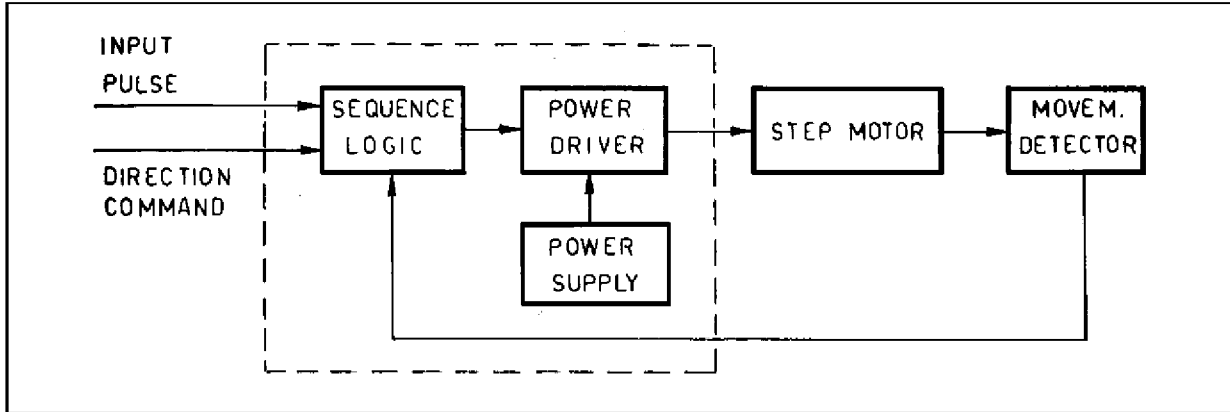 INPUT
PULSE
DIRECTION
COMMAND
SEQUENCE
LOGIC
POWER
DRIVER
POWER
SUPPLY
STEP MOTOR
MOVEM.
DETECTOR